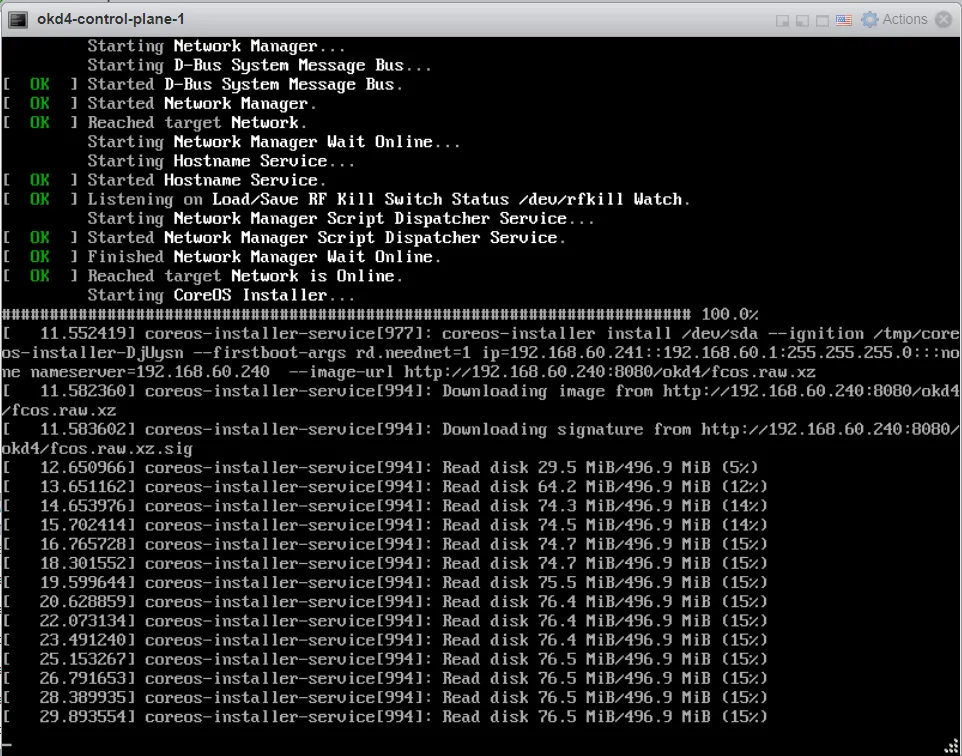 okd4-control-plane-1
Actions
Starting Network Manager...
Starting D-Bus System Message Bus...
[ OK ] Started D-Bus System Message Bus.
[ OK ] Started Network Manager.
[ OK ] Reached target Network.
Starting Network Manager Wait Online...
Starting Hostname Service...
[ OK ] Started Hostname Service.
[ OK ] Listening on Load/Save RF Kill Switch Status /dev/rfkill Watch.
Starting Network Manager Script Dispatcher Service...
[ OK ] Started Network Manager Script Dispatcher Service.
[ OK ] Finished Network Manager Wait Online.
[ OK ] Reached target Network is Online.
Starting CoreOS Installer...
######################################################################## 100.0%
[ 11.552419] coreos-installer-service[977]: coreos-installer install /dev/sda --ignition /tmp/core
os-installer-DjUysn --firstboot-args rd.neednet=1 ip=192.168.60.241::192.168.60.1:255.255.255.0:::no
ne nameserver=192.168.60.240  --image-url http://192.168.60.240:8080/okd4/fcos.raw.xz
[ 11.582360] coreos-installer-service[994]: Downloading image from http://192.168.60.240:8080/okd4
/fcos.raw.xz
[ 11.583602] coreos-installer-service[994]: Downloading signature from http://192.168.60.240:8080/
okd4/fcos.raw.xz.sig
[ 12.650966] coreos-installer-service[994]: Read disk 29.5 MiB/496.9 MiB (5%)
[ 13.651162] coreos-installer-service[994]: Read disk 64.2 MiB/496.9 MiB (12%)
[ 14.653976] coreos-installer-service[994]: Read disk 74.3 MiB/496.9 MiB (14%)
[ 15.702414] coreos-installer-service[994]: Read disk 74.5 MiB/496.9 MiB (14%)
[ 16.765728] coreos-installer-service[994]: Read disk 74.7 MiB/496.9 MiB (15%)
[ 18.301552] coreos-installer-service[994]: Read disk 74.7 MiB/496.9 MiB (15%)
[ 19.599644] coreos-installer-service[994]: Read disk 75.5 MiB/496.9 MiB (15%)
[ 20.628859] coreos-installer-service[994]: Read disk 76.4 MiB/496.9 MiB (15%)
[ 22.073134] coreos-installer-service[994]: Read disk 76.4 MiB/496.9 MiB (15%)
[ 23.491240] coreos-installer-service[994]: Read disk 76.4 MiB/496.9 MiB (15%)
[ 25.153267] coreos-installer-service[994]: Read disk 76.5 MiB/496.9 MiB (15%)
[ 26.791653] coreos-installer-service[994]: Read disk 76.5 MiB/496.9 MiB (15%)
[ 28.389935] coreos-installer-service[994]: Read disk 76.5 MiB/496.9 MiB (15%)
[ 29.893554] coreos-installer-service[994]: Read disk 76.5 MiB/496.9 MiB (15%)